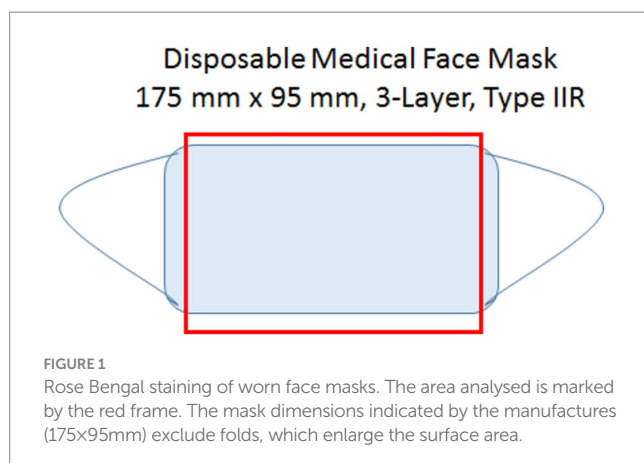 Disposable Medical Face Mask
175 mm x 95 mm, 3-Layer, Type IIR
FIGURE 1
Rose Bengal staining of worn face masks. The area analysed is marked
by the red frame. The mask dimensions indicated by the manufactures
(175×95mm) exclude folds, which enlarge the surface area.